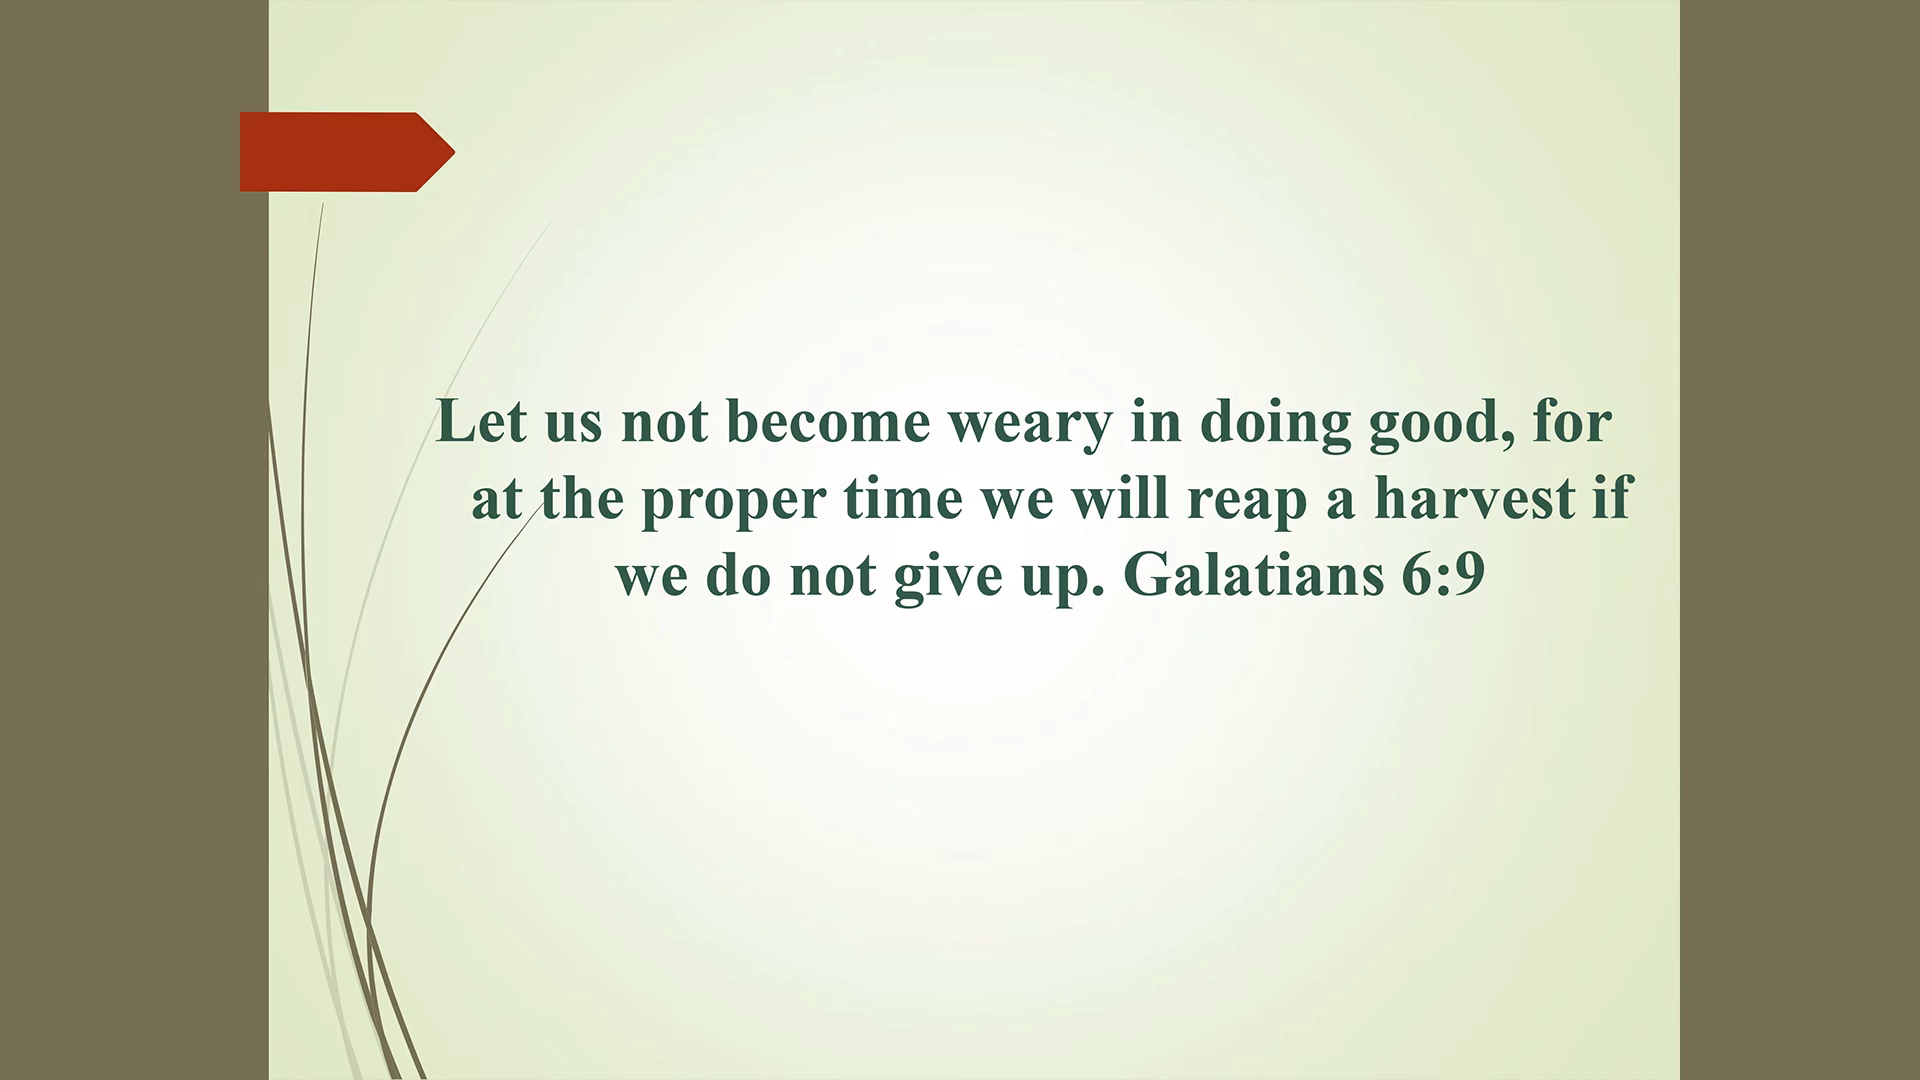 Let us not become weary in doing good, for
at the proper time we will reap a harvest if
we do not give up. Galatians 6:9